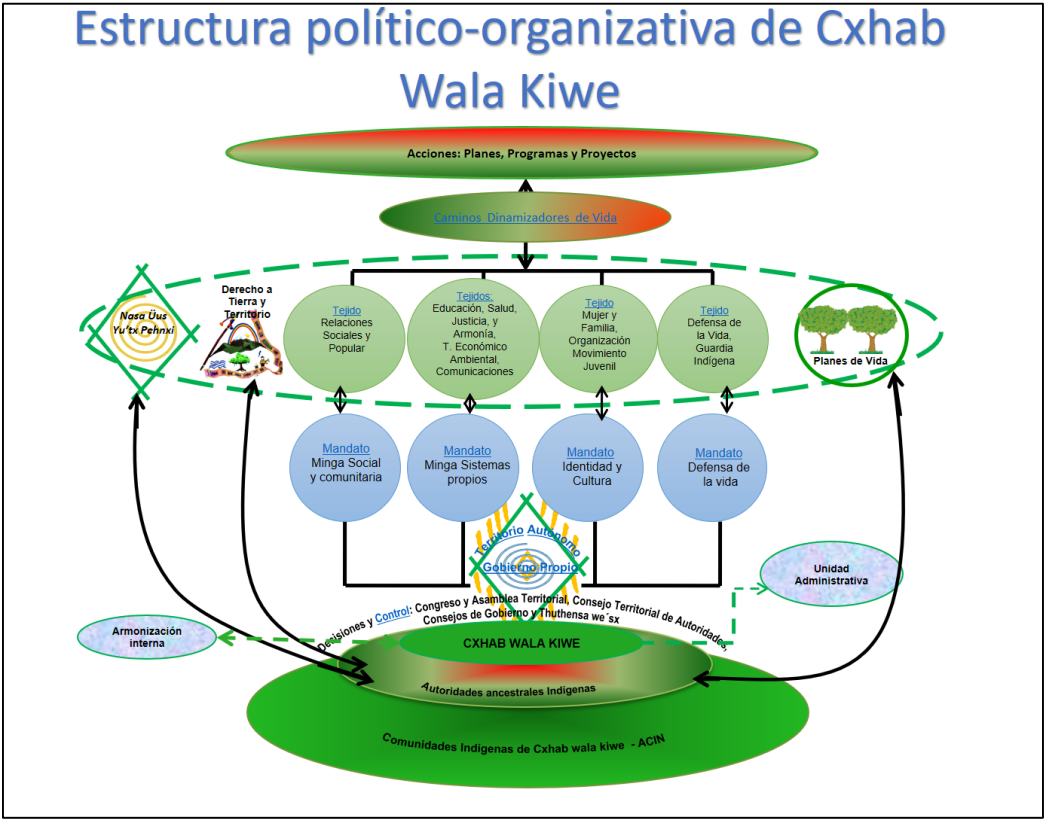 Estructura político-organizativa de Cxhab
Wala Kiwe
Acciones: Planes, Programas y Proyectos
Caminos Dinamizadores de Vida
Nasa Üus
Yu'tx Pehnxi
Derecho a
Tierra y
Territorio
Tejido
Relaciones
Sociales y
Popular
Tejidos:
Educación, Salud,
Justicia, y
Armonía,
T. Económico
Ambiental,
Comunicaciones
Tejido
Mujer y
Familia,
Organización
Movimiento
Juvenil
Tejido
Defensa de
la Vida,
Guardia
Indígena
Planes de Vida
Mandato
Minga Social
y comunitaria
Mandato
Minga Sistemas
propios
Mandato
Identidad y
Cultura
Mandato
Defensa de
la vida
Territorio Autónomo
Gobierno Propio
Unidad
Administrativa
Decisiones y Control: Congreso y Asamblea Territorial, Consejo Territorial de Autoridades,
Consejos de Gobierno y Thuthensa we´sx
Armonización
interna
CXHAB WALA KIWE
Autoridades ancestrales Indígenas
Comunidades Indígenas de Cxhab wala kiwe - ACIN